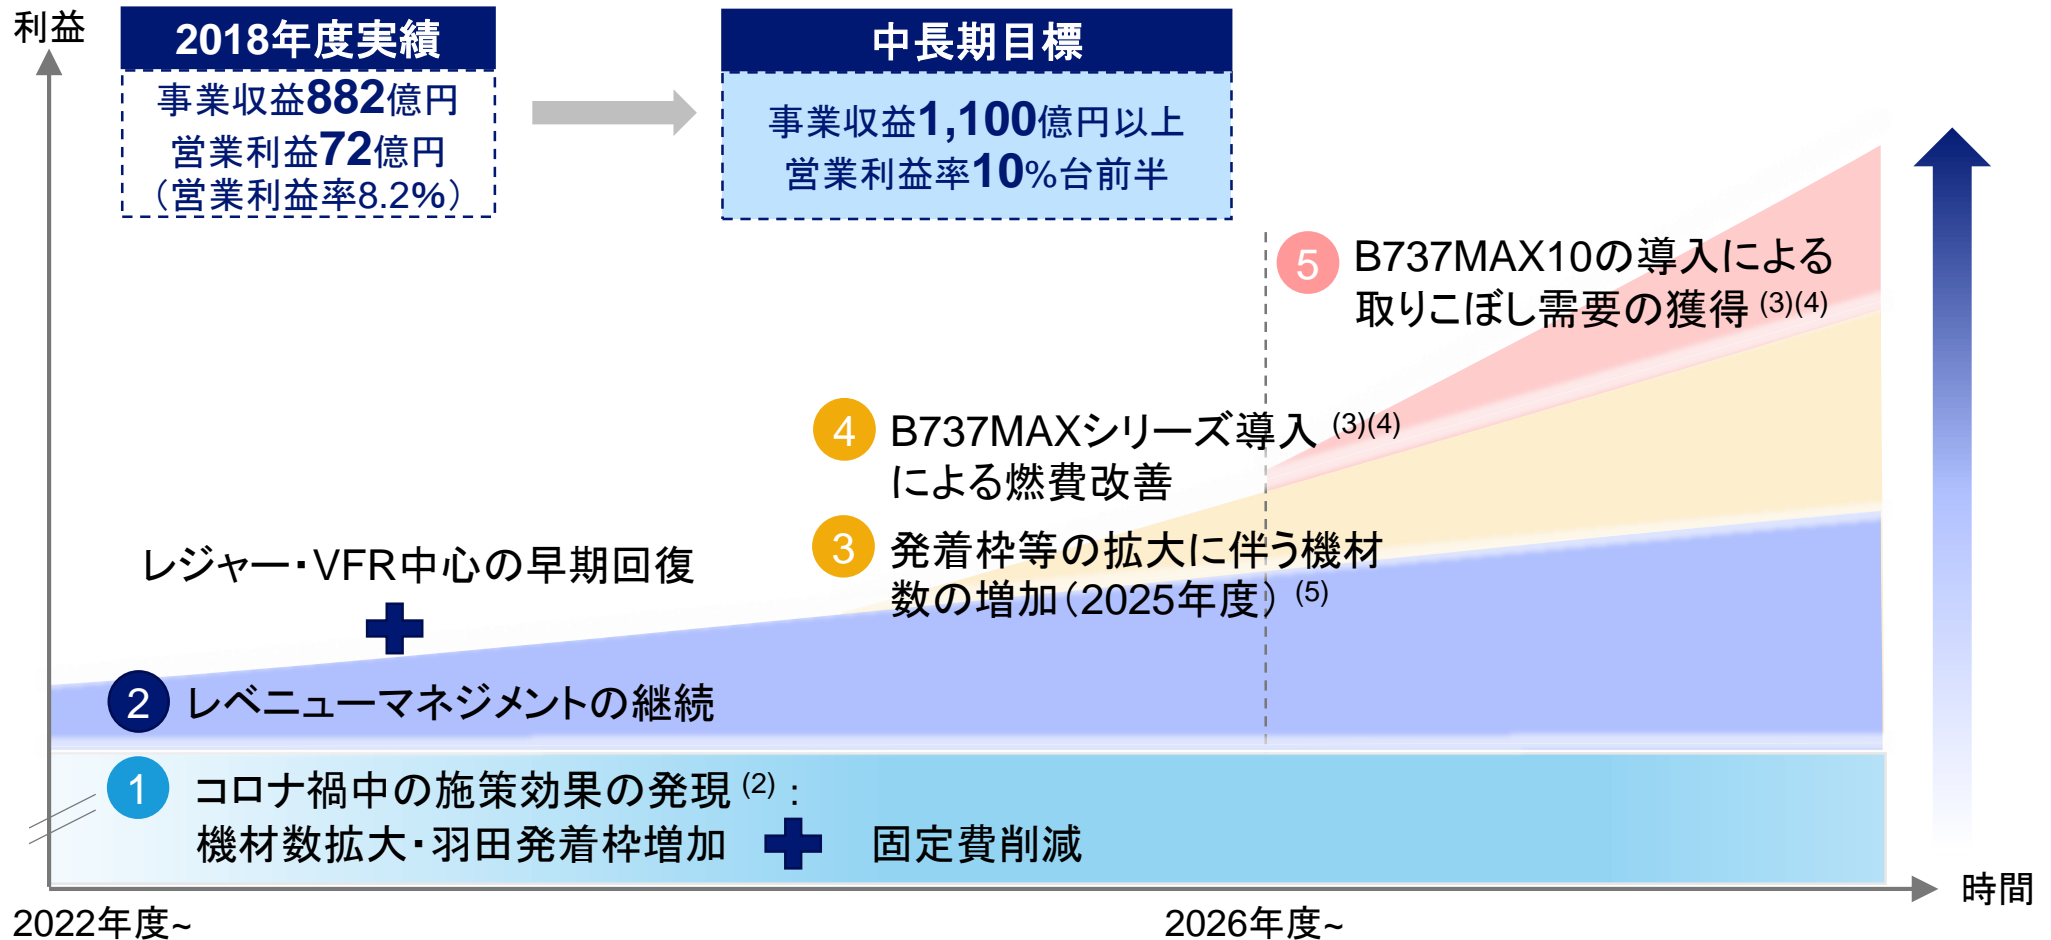 利益
2018年度実績
事業収益882億円
営業利益72億円
（営業利益率8.2%）
中長期目標
事業収益1,100億円以上
営業利益率10%台前半
5
B737MAX10の導入による
取りこぼし需要の獲得 (3)(4)
4
B737MAXシリーズ導入 (3)(4)
による燃費改善
3
発着枠等の拡大に伴う機材
数の増加（2025年度） (5)
レジャー・VFR中心の早期回復
2
レベニューマネジメントの継続
1
コロナ禍中の施策効果の発現 (2) :
機材数拡大・羽田発着枠増加
固定費削減
時間
2022年度~
2026年度~